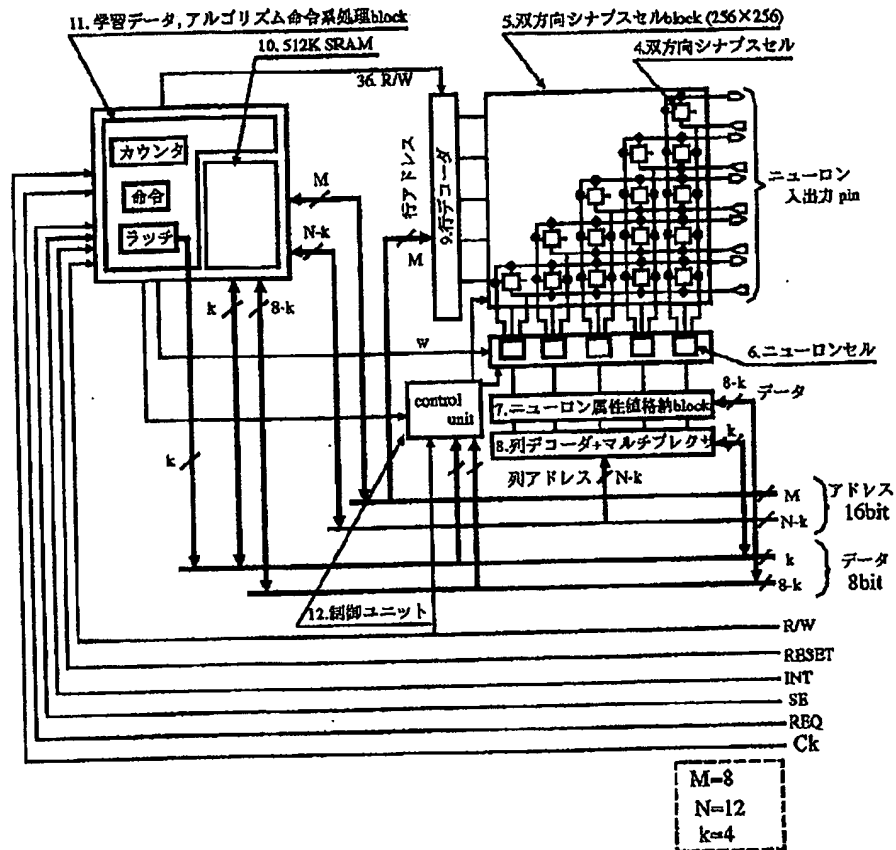 11. 学習データ, アルゴリズム命令系処理block
10. 512K SRAM
5.双方向シナプスセルblock (256×256)
4.双方向シナプスセル
36. R/W
カウンタ
命令
ラッチ
M
N-k
k
8-k
行アドレス
M
9.行デコーダ
ニューロン
入出力 pin
W
6.ニューロンセル
control
unit
7.ニューロン属性値格納block
8-k
データ
8.列デコーダ+マルチプレクサ
k
k
列アドレス
N-k
M
N-k
アドレス
16bit
k
8-k
データ
8bit
12.制御ユニット
R/W
RESET
INT
SE
REQ
Ck
M=8
N=12
k=4